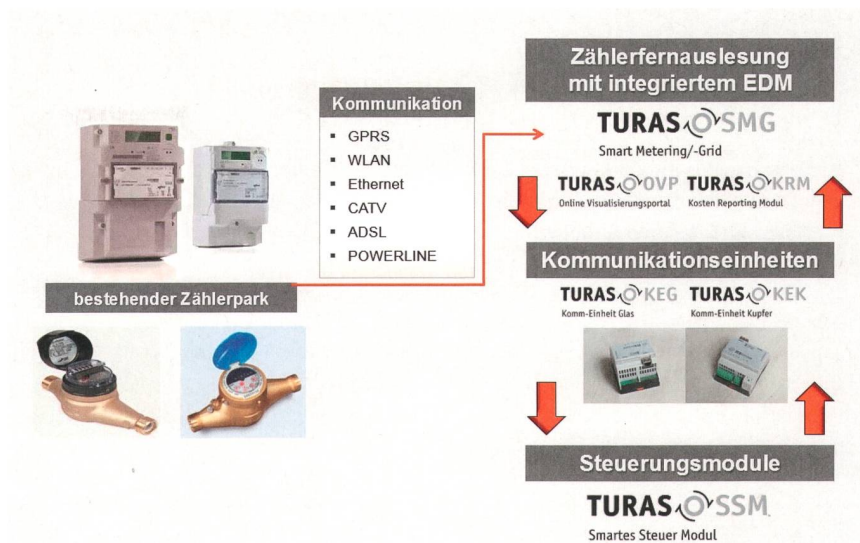 Zählerfernauslesung
mit integriertem EDM
TURAS SMG
Smart Metering/-Grid
TURAS OVP TURAS KRM
Online Visualisierungsportal Kosten Reporting Modul
Kommunikation
▪ GPRS
▪ WLAN
▪ Ethernet
▪ CATV
▪ ADSL
▪ POWERLINE
bestehender Zählerpark
Kommunikationseinheiten
TURAS KEG TURAS KEK
Komm-Einheit Glas Komm-Einheit Kupfer
Steuerungsmodule
TURAS SSM
Smartes Steuer Modul